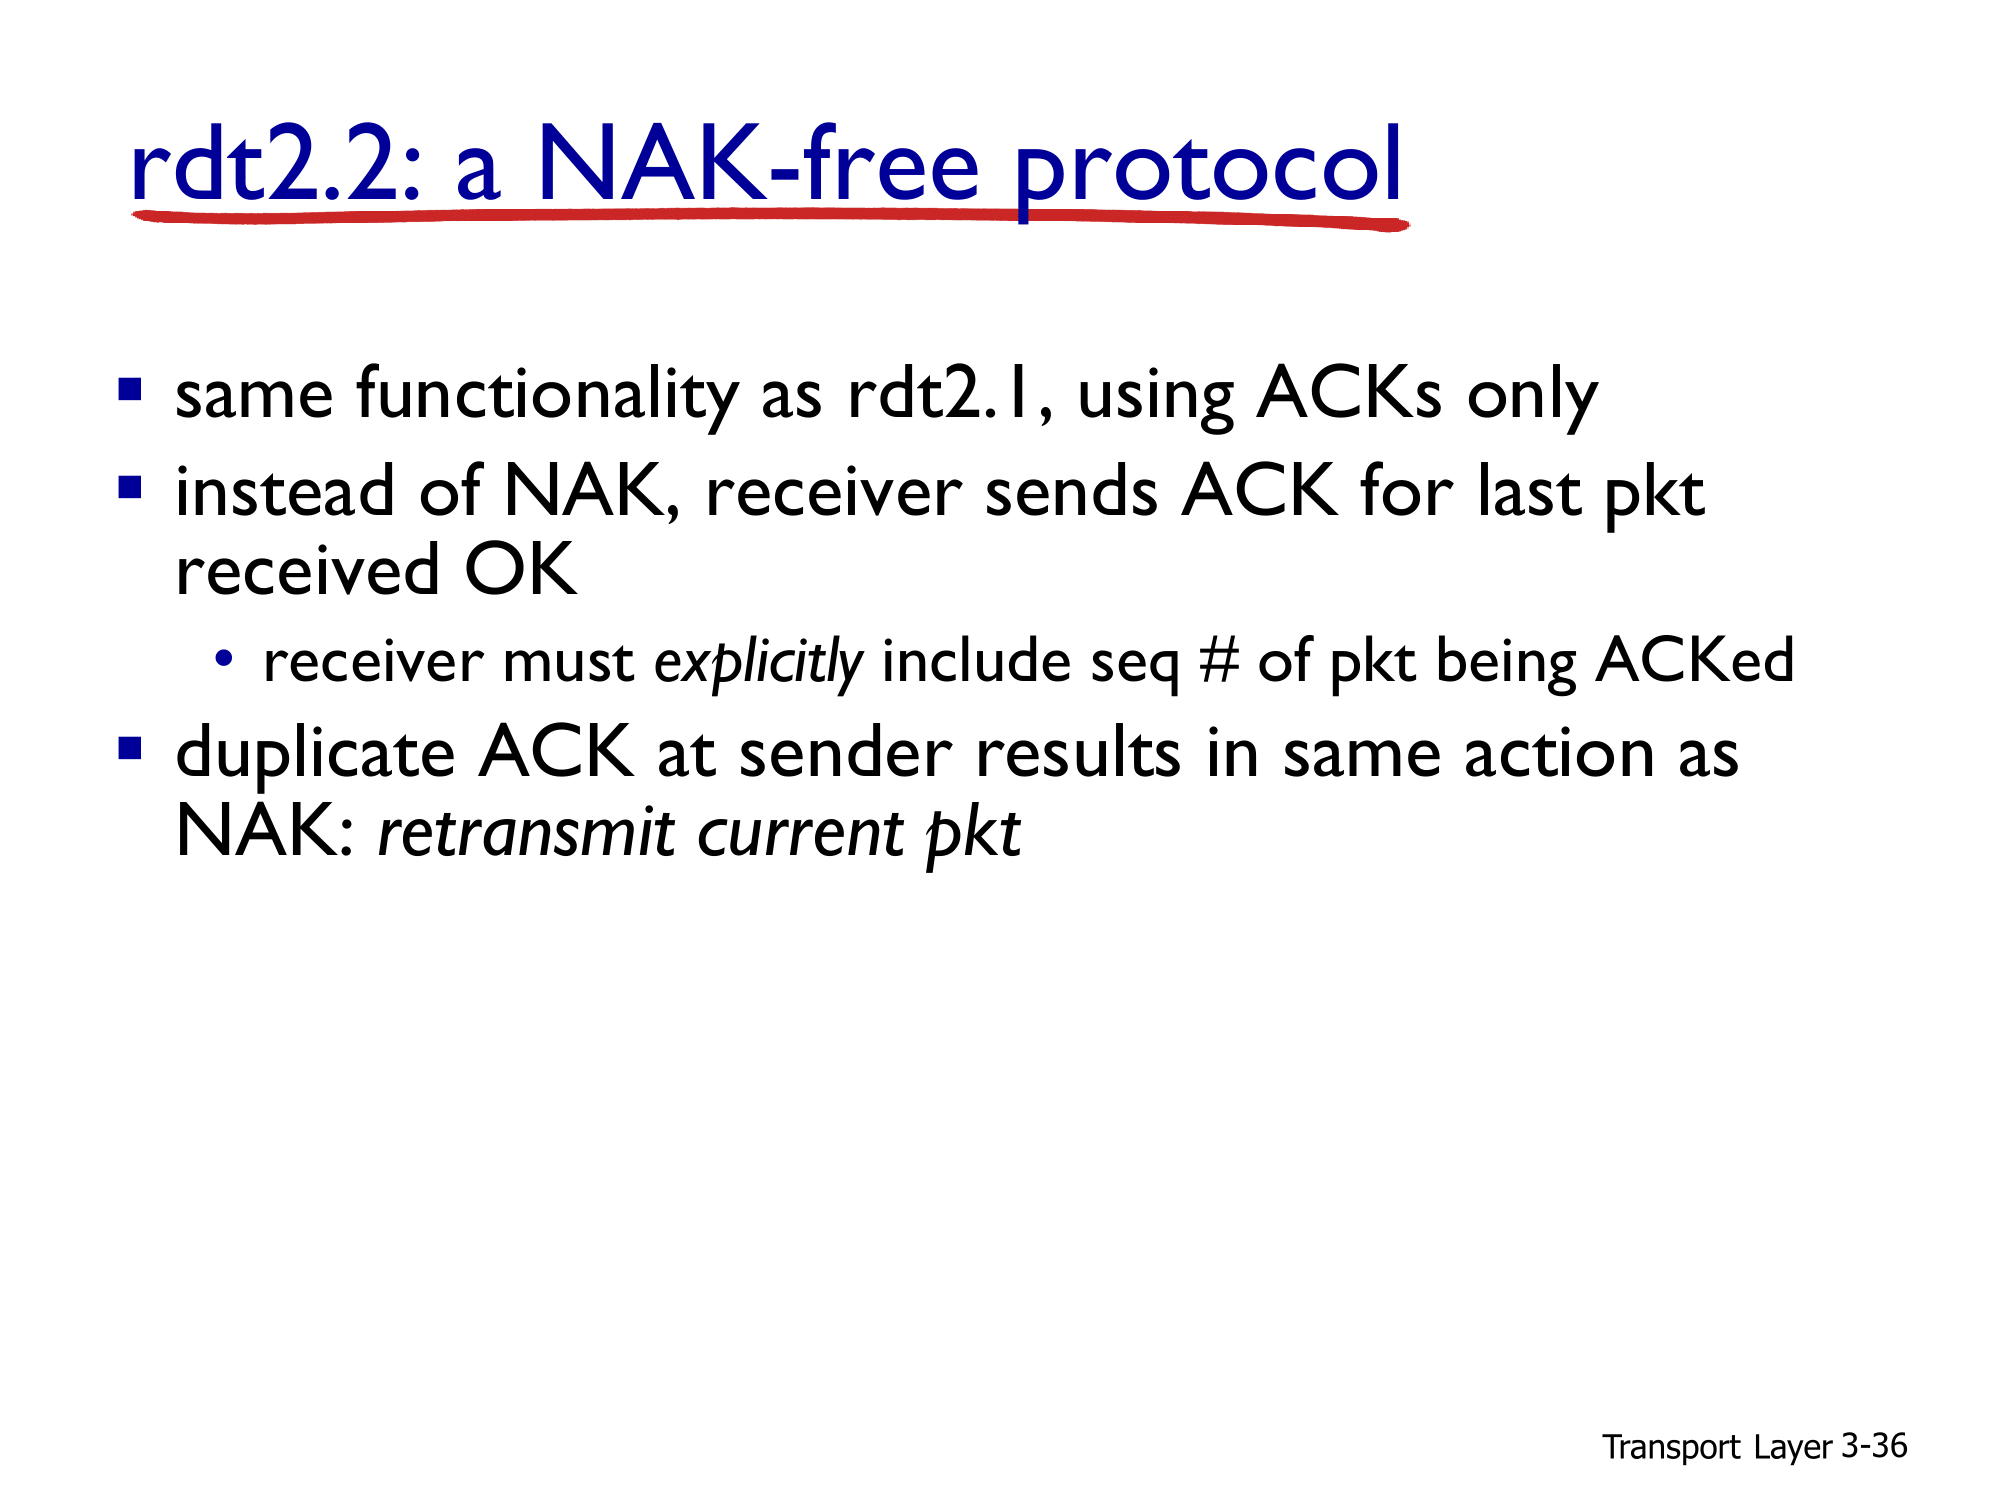 rdt2.2: a NAK-free protocol
▪ same functionality as rdt2.1, using ACKs only
▪ instead of NAK, receiver sends ACK for last pkt
received OK
• receiver must explicitly include seq # of pkt being ACKed
▪ duplicate ACK at sender results in same action as
NAK: retransmit current pkt
Transport Layer 3-36